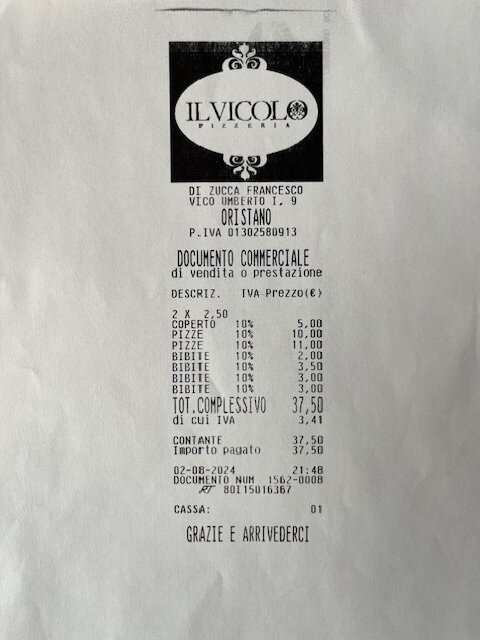 IL VICOLO
PIZZERIA
DI ZUCCA FRANCESCO
VICO UMBERTO I, 9
ORISTANO
P.IVA 01302580913
DOCUMENTO COMMERCIALE
di vendita o prestazione
DESCRIZ. IVA Prezzo(€)
2 X 2,50
COPERTO 10% 5,00
PIZZE 10% 10,00
PIZZE 10% 11,00
BIBITE 10% 2,00
BIBITE 10% 3,50
BIBITE 10% 3,00
BIBITE 10% 3,00
TOT.COMPLESSIVO 37,50
di cui IVA 3,41
CONTANTE 37,50
Importo pagato 37,50
02-08-2024 21:48
DOCUMENTO NUM 1562-0008
RT 80I15016367
CASSA: 01
GRAZIE E ARRIVEDERCI